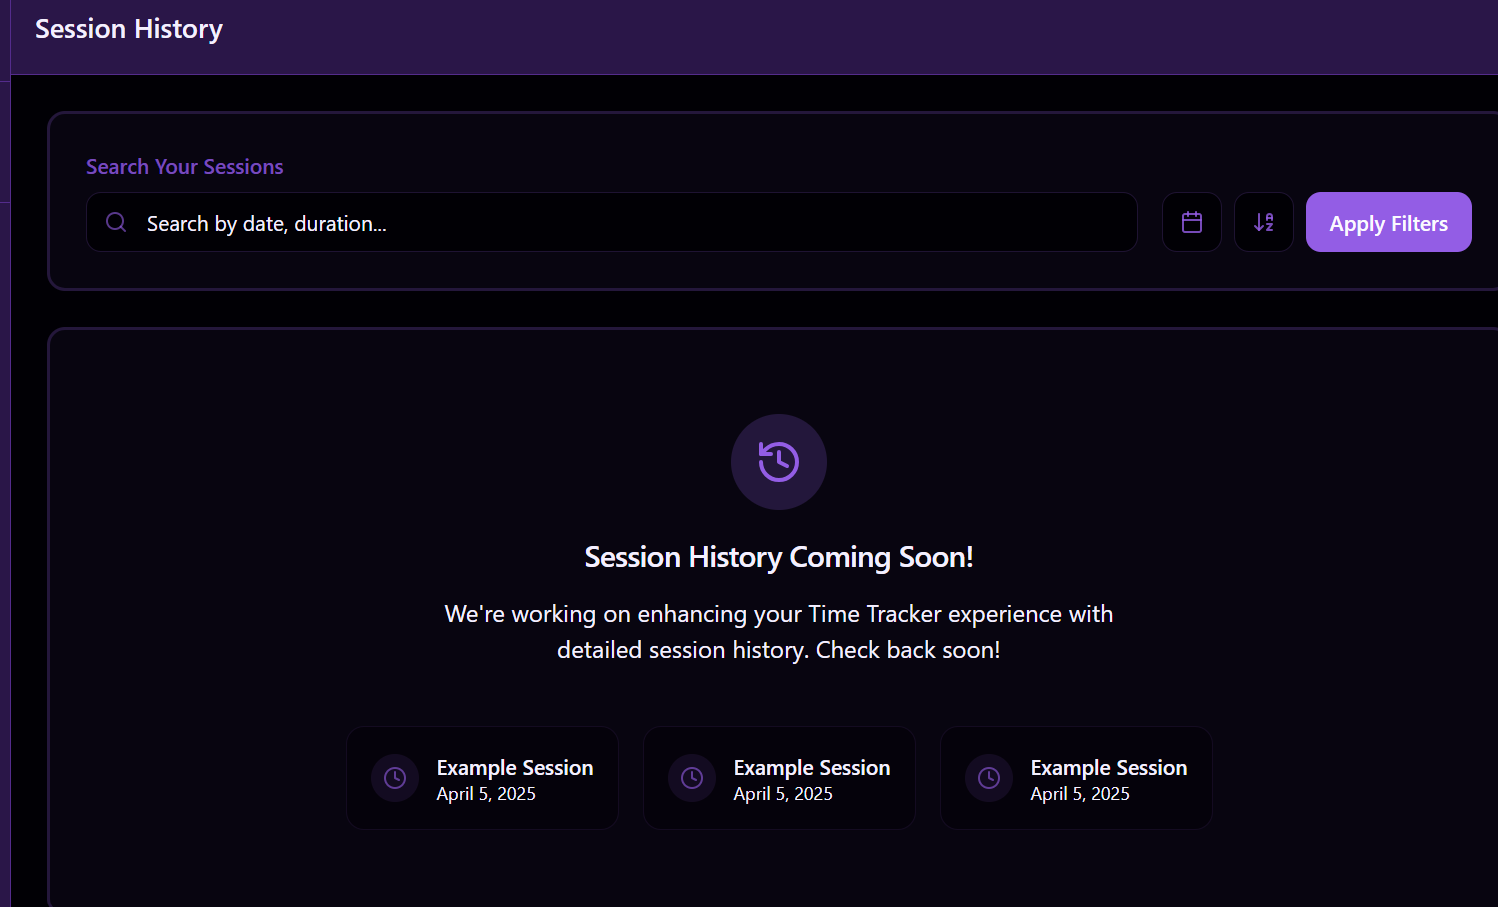 Session History
Search Your Sessions
Search by date, duration...
Apply Filters
Session History Coming Soon!
We're working on enhancing your Time Tracker experience with
detailed session history. Check back soon!
Example Session
April 5, 2025
Example Session
April 5, 2025
Example Session
April 5, 2025